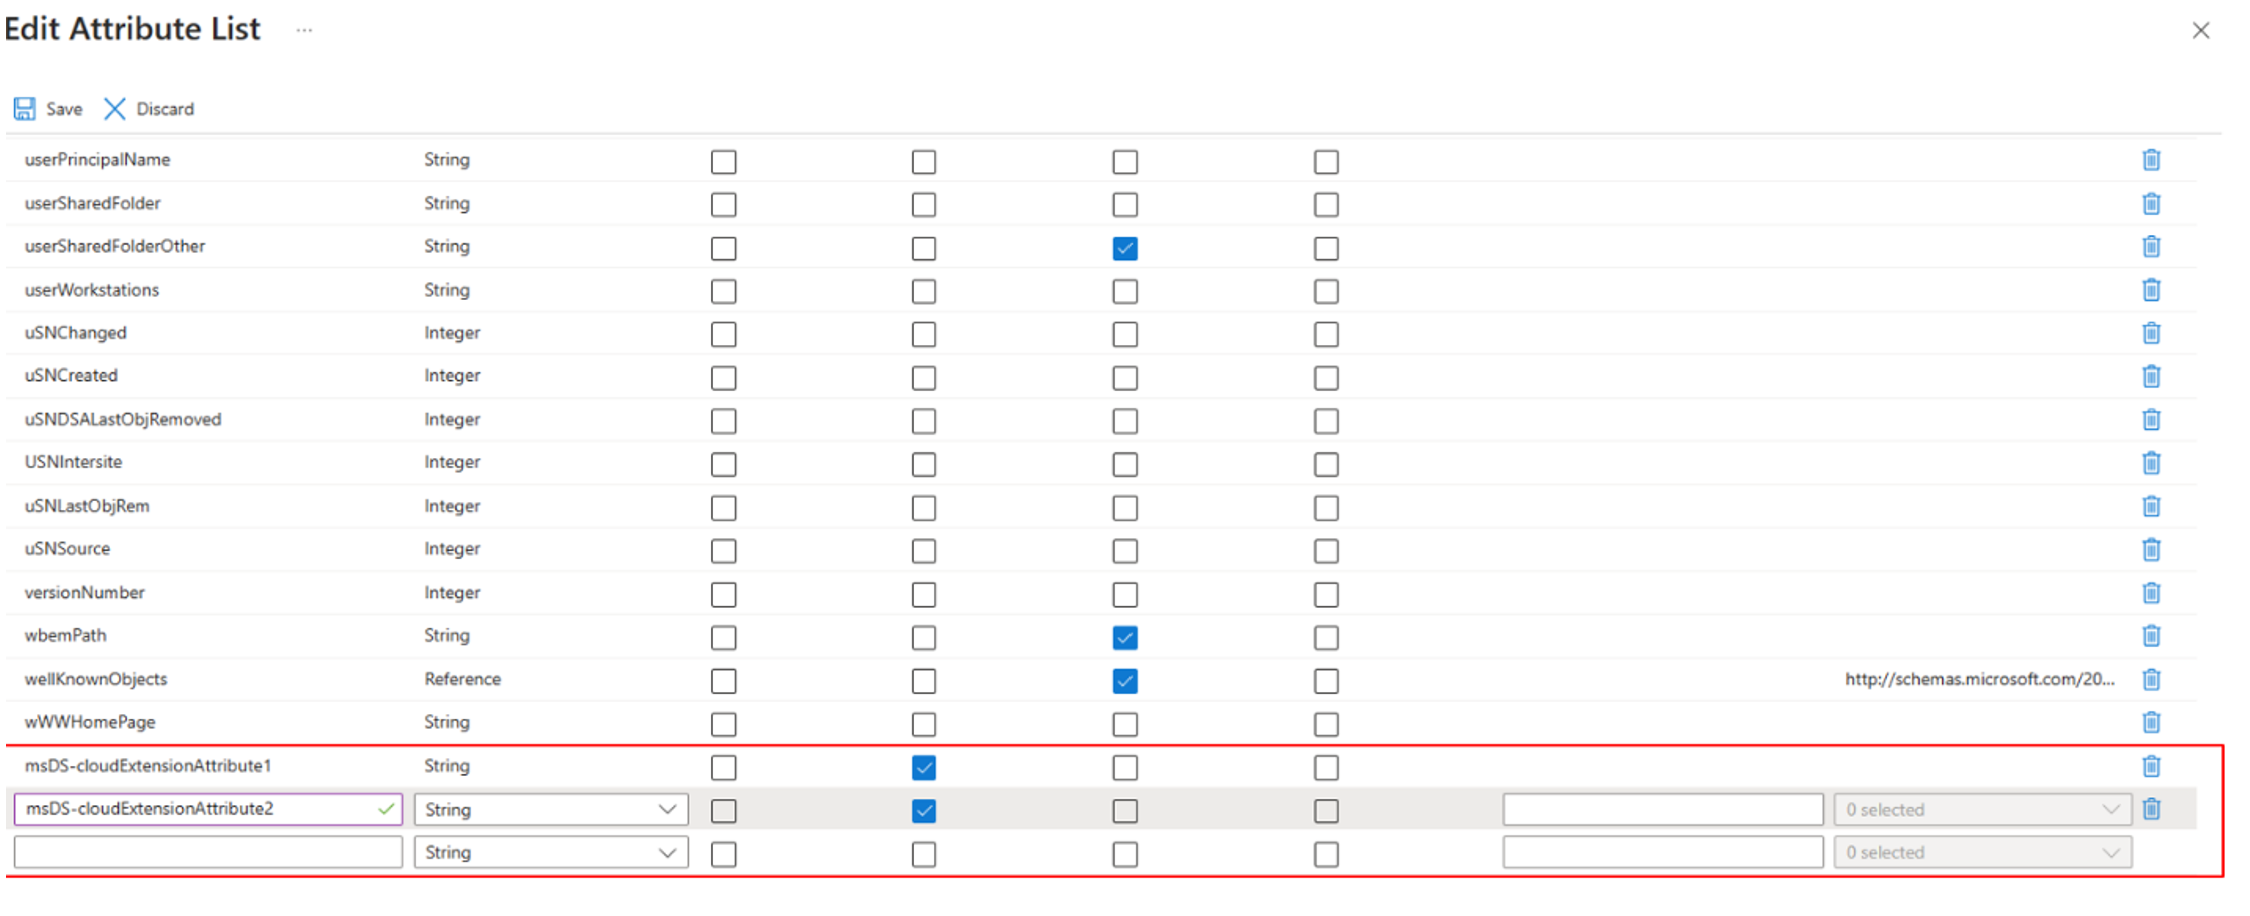 Edit Attribute List ...
Save Discard
userPrincipalName String
userSharedFolder String
userSharedFolderOther String
userWorkstations String
uSNChanged Integer
uSNCreated Integer
uSNDSALastObjRemoved Integer
USNIntersite Integer
uSNLastObjRem Integer
uSNSource Integer
versionNumber Integer
wbemPath String
wellKnownObjects Reference http://schemas.microsoft.com/20...
wWWHomePage String
msDS-cloudExtensionAttribute1 String
msDS-cloudExtensionAttribute2 String 0 selected
String 0 selected